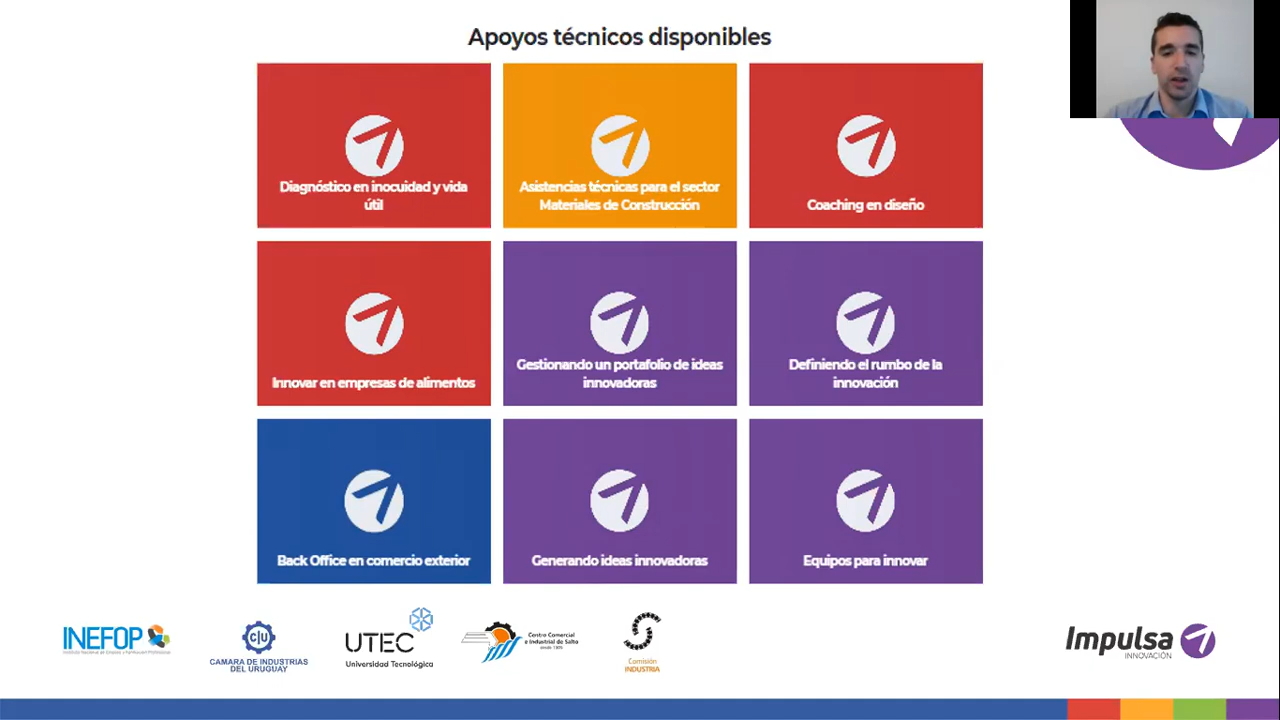 Apoyos técnicos disponibles
Diagnóstico en inocuidad y vida
útil
Asistencias técnicas para el sector
Materiales de Construcción
Coaching en diseño
Innovar en empresas de alimentos
Gestionando un portafolio de ideas
innovadoras
Definiendo el rumbo de la
innovación
Back Office en comercio exterior
Generando ideas innovadoras
Equipos para innovar
INEFOP
CIU
CAMARA DE INDUSTRIAS
DEL URUGUAY
UTEC
Universidad Tecnológica
Centro Comercial
e Industrial de Salto
Comisión
INDUSTRIA
Impulsa
INNOVACIÓN